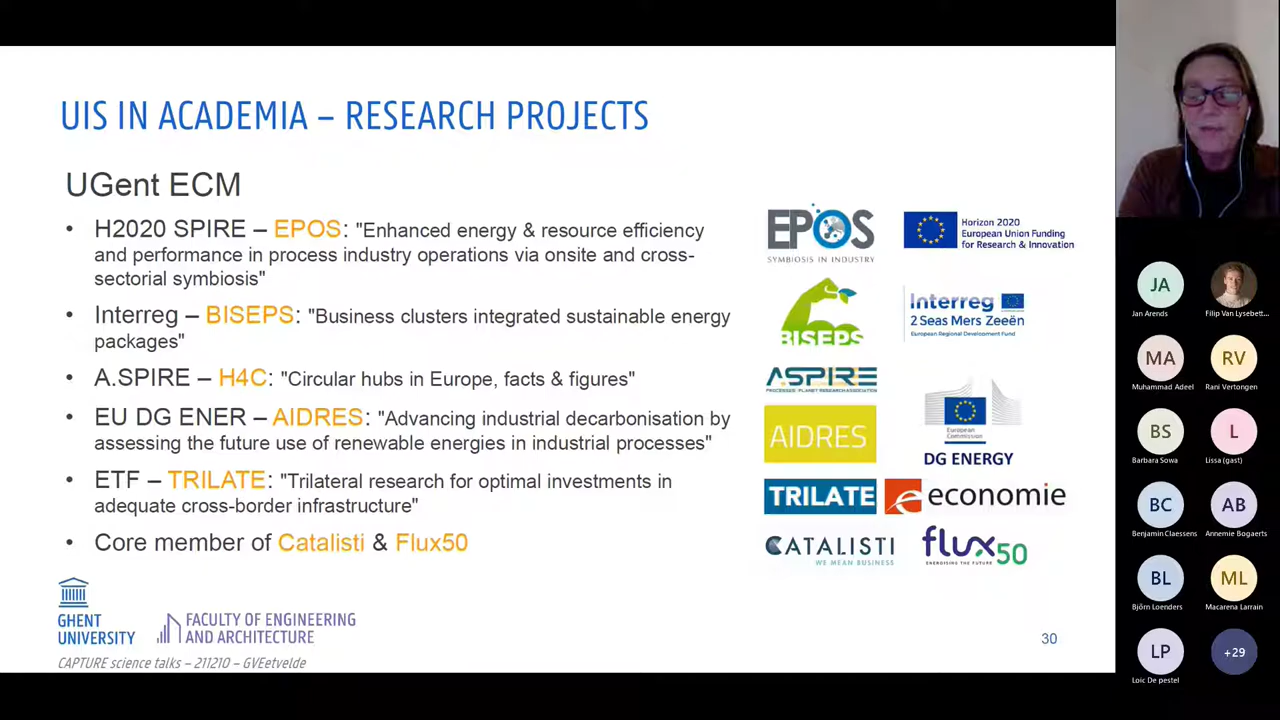 UIS IN ACADEMIA – RESEARCH PROJECTS
UGent ECM
• H2020 SPIRE – EPOS: "Enhanced energy & resource efficiency
and performance in process industry operations via onsite and cross-
sectorial symbiosis"
• Interreg – BISEPS: "Business clusters integrated sustainable energy
packages"
• A.SPIRE – H4C: "Circular hubs in Europe, facts & figures"
• EU DG ENER – AIDRES: "Advancing industrial decarbonisation by
assessing the future use of renewable energies in industrial processes"
• ETF – TRILATE: "Trilateral research for optimal investments in
adequate cross-border infrastructure"
• Core member of Catalisti & Flux50
EPOS
SYMBIOSIS IN INDUSTRY
Horizon 2020
European Union Funding
for Research & Innovation
BISEPS
Interreg
2 Seas Mers Zeeën
European Regional Development Fund
ASPIRE
PROCESSES PLANET RESEARCH ASSOCIATION
AIDRES
European
Commission
DG ENERGY
TRILATE
economie
CATALISTI
WE MEAN BUSINESS
flux50
ENERGISING THE FUTURE
GHENT
UNIVERSITY
FACULTY OF ENGINEERING
AND ARCHITECTURE
CAPTURE science talks – 211210 – GVEetvelde
30
JA
Jan Arends
Filip Van Lysebett...
MA
Muhammad Adeel
RV
Rani Vertongen
BS
Barbara Sowa
L
Lissa (gast)
BC
Benjamin Claessens
AB
Annemie Bogaerts
BL
Björn Loenders
ML
Macarena Larrain
LP
Loic De pestel
+29